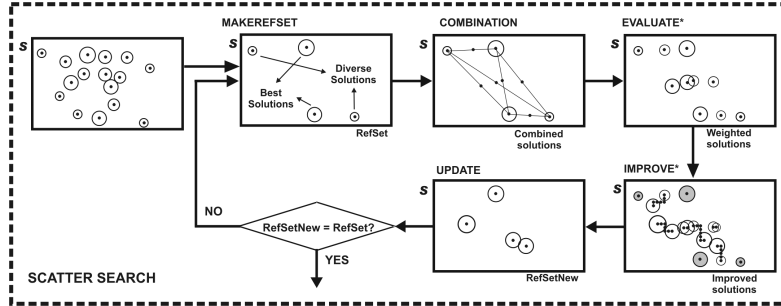 MAKEREFSET
COMBINATION
EVALUATE*
S
S
S
S
Diverse
Solutions
Best
Solutions
RefSet
Combined
solutions
Weighted
solutions
UPDATE
IMPROVE*
S
S
NO
RefSetNew = RefSet?
YES
RefSetNew
Improved
solutions
SCATTER SEARCH